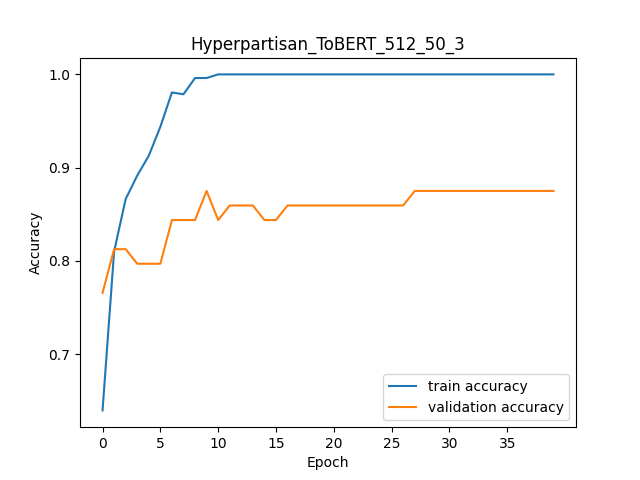 Hyperpartisan_ToBERT_512_50_3
1.0
0.9
0.8
0.7
Accuracy
0 5 10 15 20 25 30 35
Epoch
train accuracy
validation accuracy